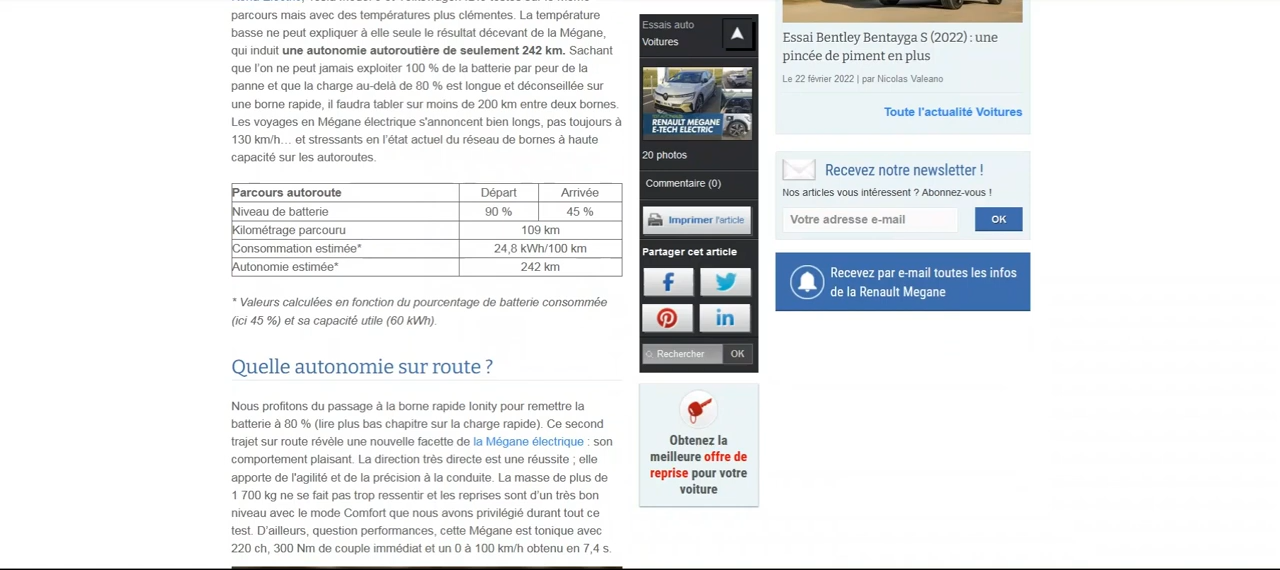 parcours mais avec des températures plus clémentes. La température
basse ne peut expliquer à elle seule le résultat décevant de la Mégane,
qui induit une autonomie autoroutière de seulement 242 km. Sachant
que l'on ne peut jamais exploiter 100 % de la batterie par peur de la
panne et que la charge au-delà de 80 % est longue et déconseillée sur
une borne rapide, il faudra tabler sur moins de 200 km entre deux bornes.
Les voyages en Mégane électrique s'annoncent bien longs, pas toujours à
130 km/h… et stressants en l'état actuel du réseau de bornes à haute
capacité sur les autoroutes.
Parcours autoroute Départ Arrivée
Niveau de batterie 90 % 45 %
Kilométrage parcouru 109 km
Consommation estimée* 24,8 kWh/100 km
Autonomie estimée* 242 km
* Valeurs calculées en fonction du pourcentage de batterie consommée
(ici 45 %) et sa capacité utile (60 kWh).
Quelle autonomie sur route ?
Nous profitons du passage à la borne rapide Ionity pour remettre la
batterie à 80 % (lire plus bas chapitre sur la charge rapide). Ce second
trajet sur route révèle une nouvelle facette de la Mégane électrique : son
comportement plaisant. La direction très directe est une réussite ; elle
apporte de l'agilité et de la précision à la conduite. La masse de plus de
1 700 kg ne se fait pas trop ressentir et les reprises sont d'un très bon
niveau avec le mode Comfort que nous avons privilégié durant tout ce
test. D'ailleurs, question performances, cette Mégane est tonique avec
220 ch, 300 Nm de couple immédiat et un 0 à 100 km/h obtenu en 7,4 s.
Essais auto
Voitures
RENAULT MEGANE
E-TECH ELECTRIC
20 photos
Commentaire (0)
Imprimer l'article
Partager cet article
Rechercher OK
Obtenez la
meilleure offre de
reprise pour votre
voiture
Essai Bentley Bentayga S (2022) : une
pincée de piment en plus
Le 22 février 2022 | par Nicolas Valeano
Toute l'actualité Voitures
Recevez notre newsletter !
Nos articles vous intéressent ? Abonnez-vous !
Votre adresse e-mail OK
Recevez par e-mail toutes les infos
de la Renault Megane